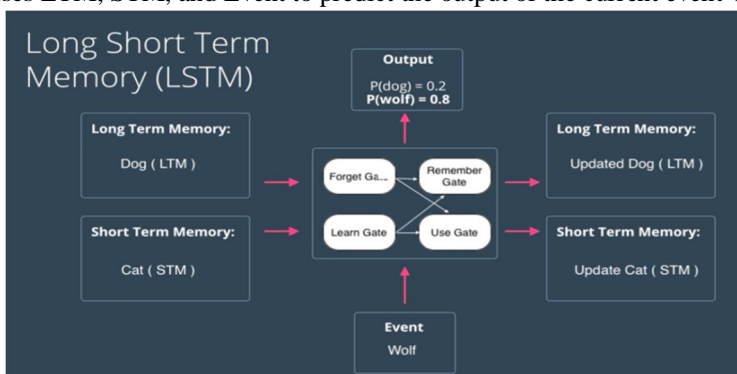 Long Short Term
Memory (LSTM)
Output
P(dog) = 0.2
P(wolf) = 0.8
Long Term Memory:
Dog ( LTM )
Short Term Memory:
Cat ( STM )
Forget Ga...
Remember
Gate
Learn Gate
Use Gate
Long Term Memory:
Updated Dog ( LTM )
Short Term Memory:
Update Cat ( STM )
Event
Wolf